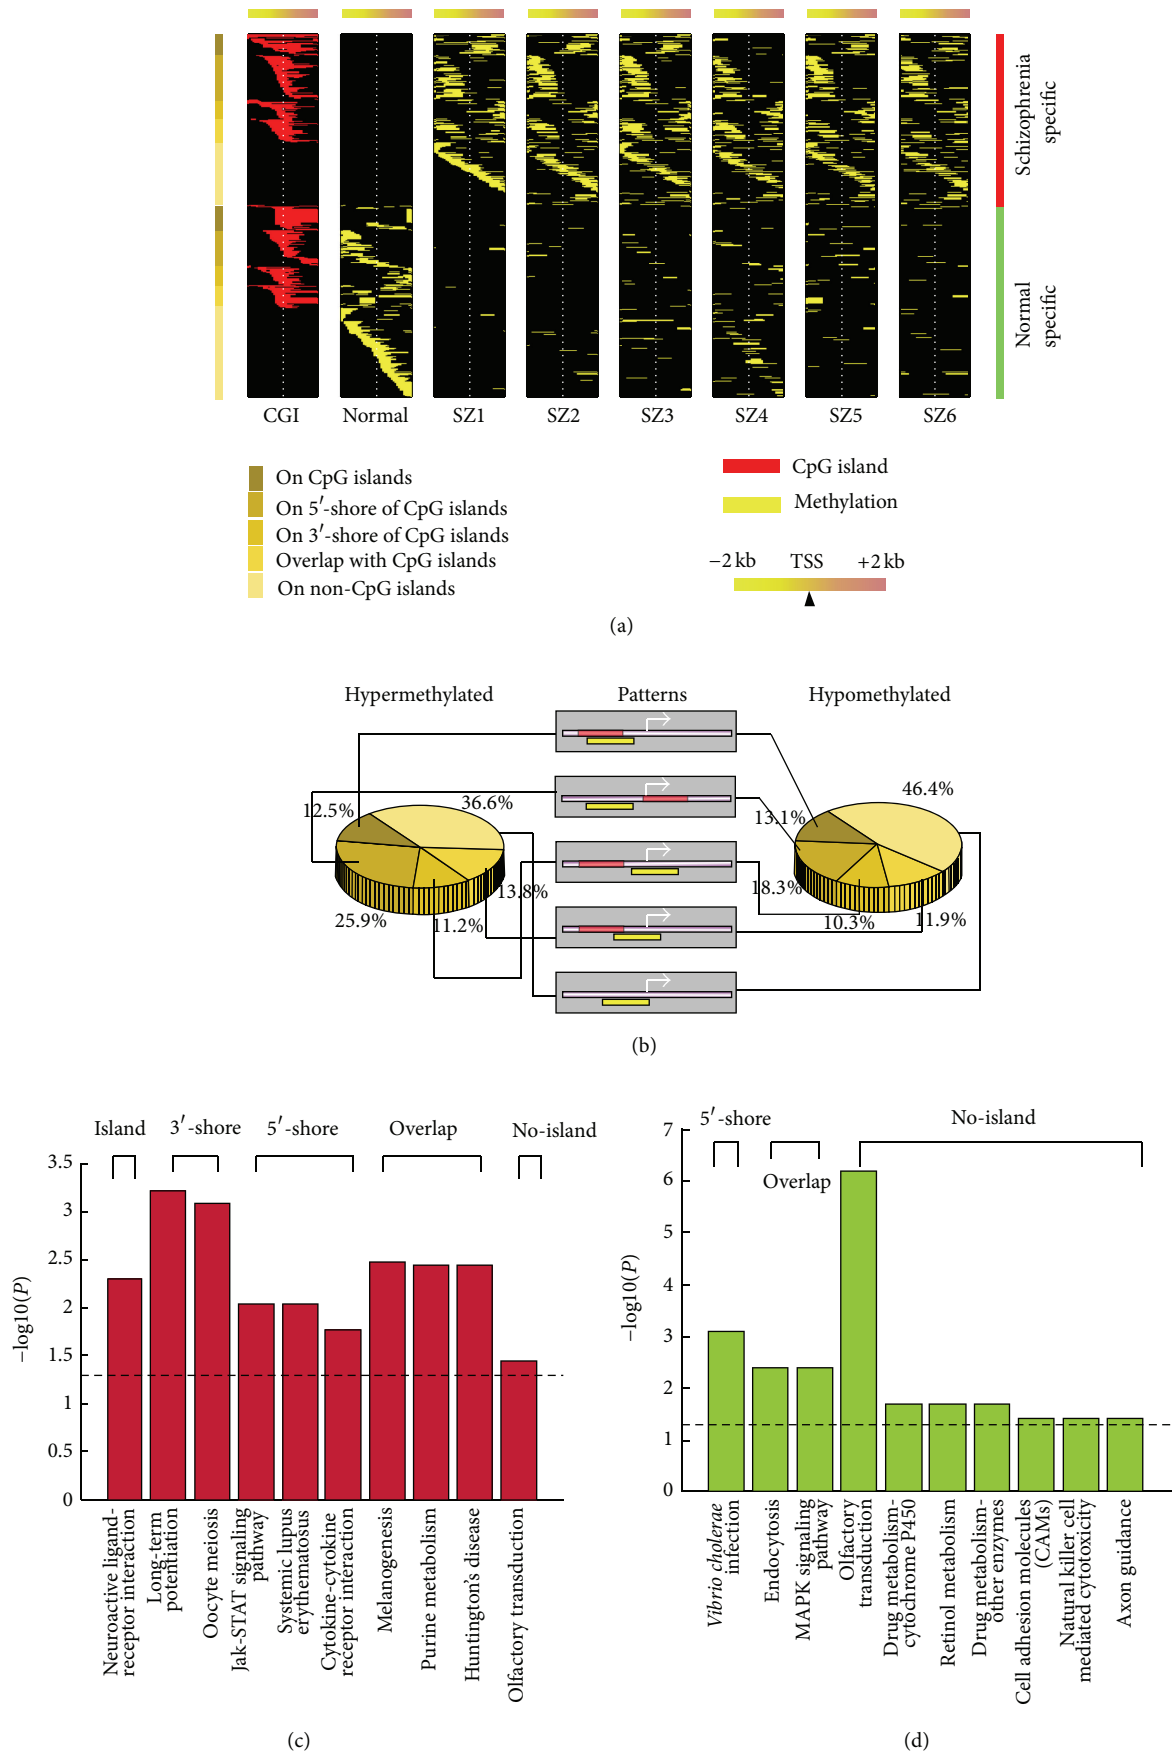 Schizophrenia
specific
Normal
specific
CGI
Normal
SZ1
SZ2
SZ3
SZ4
SZ5
SZ6
On CpG islands
On 5′-shore of CpG islands
On 3′-shore of CpG islands
Overlap with CpG islands
On non-CpG islands
CpG island
Methylation
−2 kb
TSS
+2 kb
(a)
Hypermethylated
Patterns
Hypomethylated
12.5%
36.6%
25.9%
11.2%
13.8%
46.4%
13.1%
18.3%
10.3%
11.9%
(b)
Island
3′-shore
5′-shore
Overlap
No-island
3.5
3
2.5
2
1.5
1
0.5
0
−log10(P)
Neuroactive ligand-
receptor interaction
Long-term
potentiation
Oocyte meiosis
Jak-STAT signaling
pathway
Systemic lupus
erythematosus
Cytokine-cytokine
receptor interaction
Melanogenesis
Purine metabolism
Huntington's disease
Olfactory transduction
(c)
5′-shore
Overlap
No-island
7
6
5
4
3
2
1
0
−log10(P)
Vibrio cholerae
infection
Endocytosis
MAPK signaling
pathway
Olfactory
transduction
Drug metabolism-
cytochrome P450
Retinol metabolism
Drug metabolism-
other enzymes
Cell adhesion molecules
(CAMs)
Natural killer cell
mediated cytotoxicity
Axon guidance
(d)